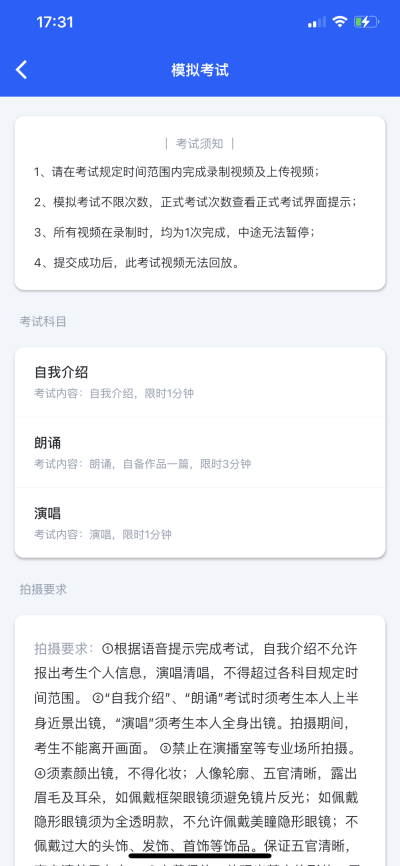 17:31
模拟考试
| 考试须知 |
1、请在考试规定时间范围内完成录制视频及上传视频；
2、模拟考试不限次数，正式考试次数查看正式考试界面提示；
3、所有视频在录制时，均为1次完成，中途无法暂停；
4、提交成功后，此考试视频无法回放。
考试科目
自我介绍
考试内容：自我介绍，限时1分钟
朗诵
考试内容：朗诵，自备作品一篇，限时3分钟
演唱
考试内容：演唱，限时1分钟
拍摄要求
拍摄要求：①根据语音提示完成考试，自我介绍不允许
报出考生个人信息，演唱清唱，不得超过各科目规定时
间范围。 ②“自我介绍”、“朗诵”考试时须考生本人上半
身近景出镜，“演唱”须考生本人全身出镜。拍摄期间，
考生不能离开画面。 ③禁止在演播室等专业场所拍摄。
④须素颜出镜，不得化妆；人像轮廓、五官清晰，露出
眉毛及耳朵，如佩戴框架眼镜须避免镜片反光；如佩戴
隐形眼镜须为全透明款，不允许佩戴美瞳隐形眼镜；不
佩戴过大的头饰、发饰、首饰等饰品。保证五官清晰，